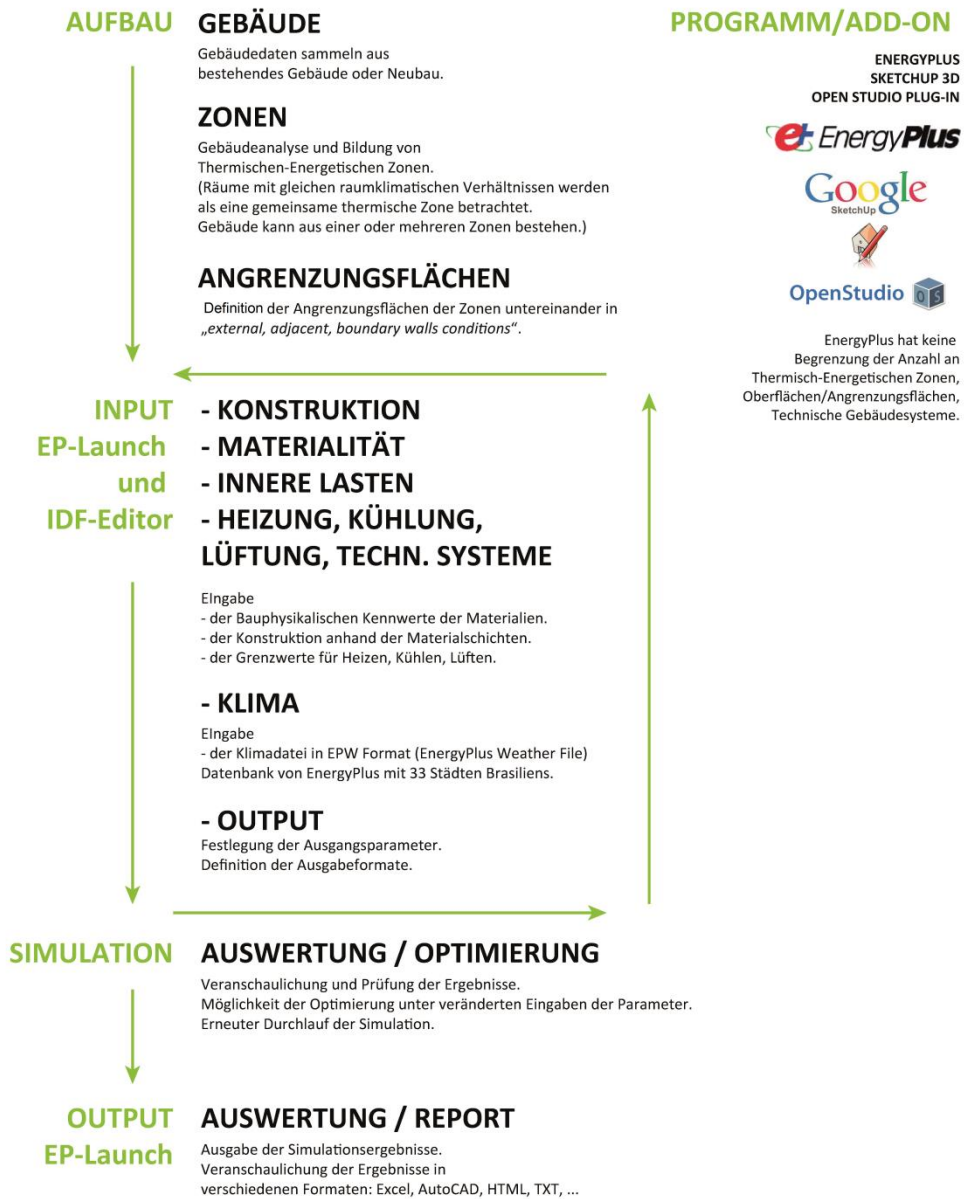 AUFBAU
GEBÄUDE
Gebäudedaten sammeln aus
bestehendes Gebäude oder Neubau.
ZONEN
Gebäudeanalyse und Bildung von
Thermischen-Energetischen Zonen.
(Räume mit gleichen raumklimatischen Verhältnissen werden
als eine gemeinsame thermische Zone betrachtet.
Gebäude kann aus einer oder mehreren Zonen bestehen.)
ANGRENZUNGSFLÄCHEN
Definition der Angrenzungsflächen der Zonen untereinander in
„external, adjacent, boundary walls conditions“.
PROGRAMM/ADD-ON
ENERGYPLUS
SKETCHUP 3D
OPEN STUDIO PLUG-IN
e+ EnergyPlus
Google
SketchUp
OpenStudio OS
EnergyPlus hat keine
Begrenzung der Anzahl an
Thermisch-Energetischen Zonen,
Oberflächen/Angrenzungsflächen,
Technische Gebäudesysteme.
INPUT
EP-Launch
und
IDF-Editor
- KONSTRUKTION
- MATERIALITÄT
- INNERE LASTEN
- HEIZUNG, KÜHLUNG,
LÜFTUNG, TECHN. SYSTEME
EIngabe
- der Bauphysikalischen Kennwerte der Materialien.
- der Konstruktion anhand der Materialschichten.
- der Grenzwerte für Heizen, Kühlen, Lüften.
- KLIMA
EIngabe
- der Klimadatei in EPW Format (EnergyPlus Weather File)
Datenbank von EnergyPlus mit 33 Städten Brasiliens.
- OUTPUT
Festlegung der Ausgangsparameter.
Definition der Ausgabeformate.
SIMULATION
AUSWERTUNG / OPTIMIERUNG
Veranschaulichung und Prüfung der Ergebnisse.
Möglichkeit der Optimierung unter veränderten Eingaben der Parameter.
Erneuter Durchlauf der Simulation.
OUTPUT
EP-Launch
AUSWERTUNG / REPORT
Ausgabe der Simulationsergebnisse.
Veranschaulichung der Ergebnisse in
verschiedenen Formaten: Excel, AutoCAD, HTML, TXT, ...